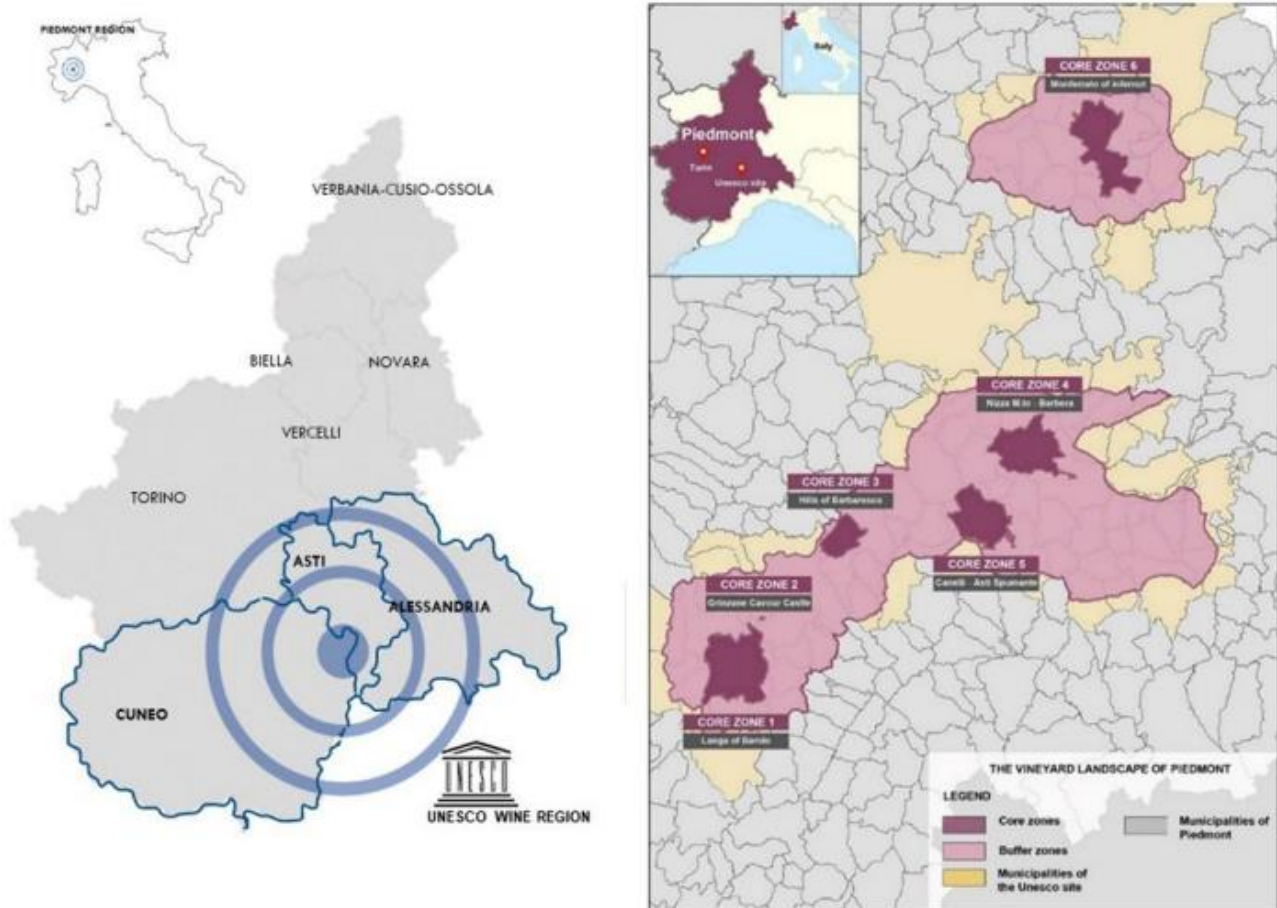 PIEDMONT REGION
VERBANIA-CUSIO-OSSOLA
BIELLA
NOVARA
VERCELLI
TORINO
ASTI
ALESSANDRIA
CUNEO
UNESCO
UNESCO WINE REGION
Italy
Piedmont
Turin
Unesco site
CORE ZONE 6
Monferrato of Infernot
CORE ZONE 4
Nizza M.to - Barbera
CORE ZONE 3
Hills of Barbaresco
CORE ZONE 2
Grinzane Cavour Castle
CORE ZONE 5
Canelli - Asti Spumante
CORE ZONE 1
Langa of Barolo
THE VINEYARD LANDSCAPE OF PIEDMONT
LEGEND
Core zones
Buffer zones
Municipalities of
the Unesco site
Municipalities of
Piedmont